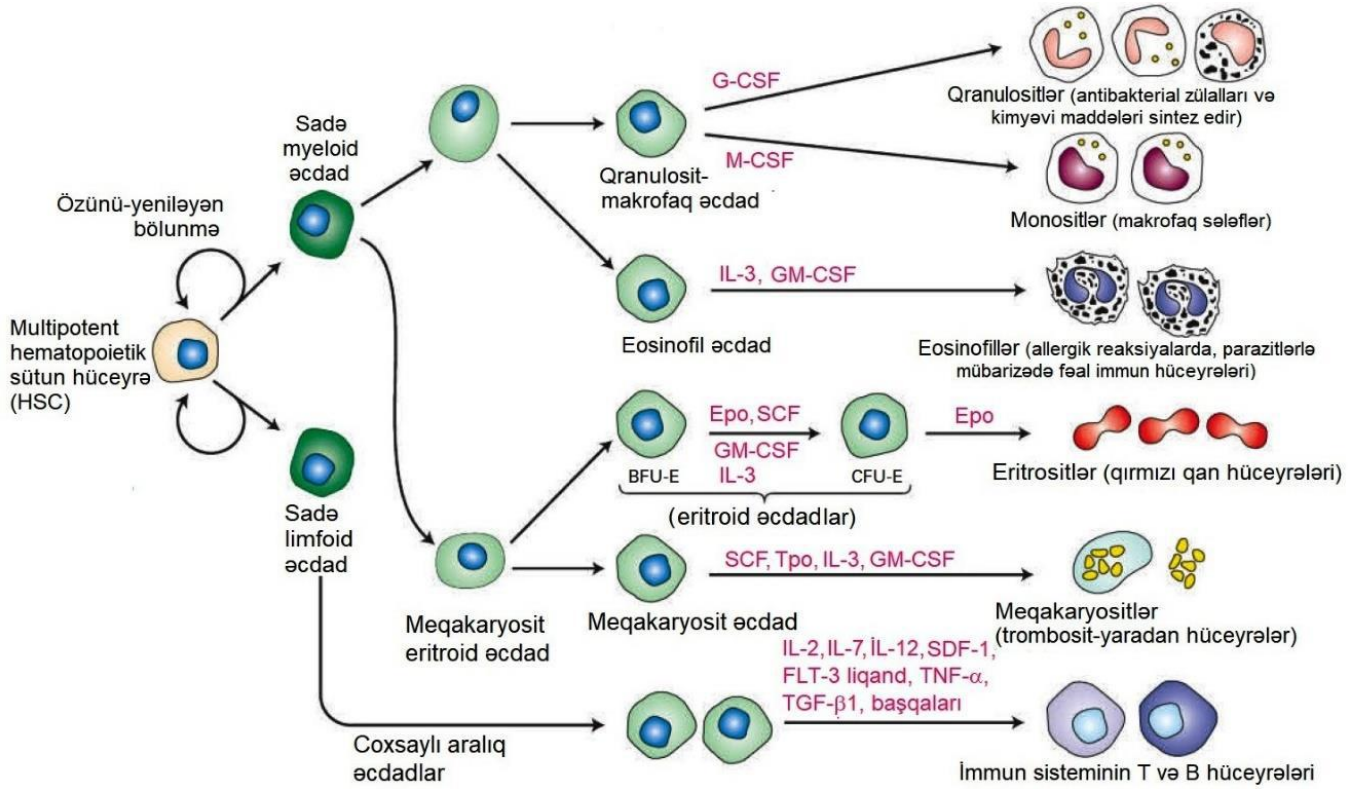 Özünü-yeniləyən
bölunmə
Multipotent
hematopoietik
sütun hüceyrə
(HSC)
Sadə
myeloid
əcdad
Sadə
limfoid
əcdad
Qranulosit-
makrofaq əcdad
G-CSF
M-CSF
Qranulositlər (antibakterial zülalları və
kimyəvi maddələri sintez edir)
Monositlər (makrofaq sələflər)
Eosinofil əcdad
IL-3, GM-CSF
Eosinofillər (allergik reaksiyalarda, parazitlərlə
mübarizədə fəal immun hüceyrələri)
Epo, SCF
GM-CSF
IL-3
BFU-E
CFU-E
(eritroid əcdadlar)
Epo
Eritrositlər (qırmızı qan hüceyrələri)
Meqakaryosit
eritroid əcdad
Meqakaryosit əcdad
SCF, Tpo, IL-3, GM-CSF
Meqakaryositlər
(trombosit-yaradan hüceyrələr)
Coxsaylı aralıq
əcdadlar
IL-2, IL-7, İL-12, SDF-1,
FLT-3 liqand, TNF-α,
TGF-β1, başqaları
İmmun sisteminin T və B hüceyrələri